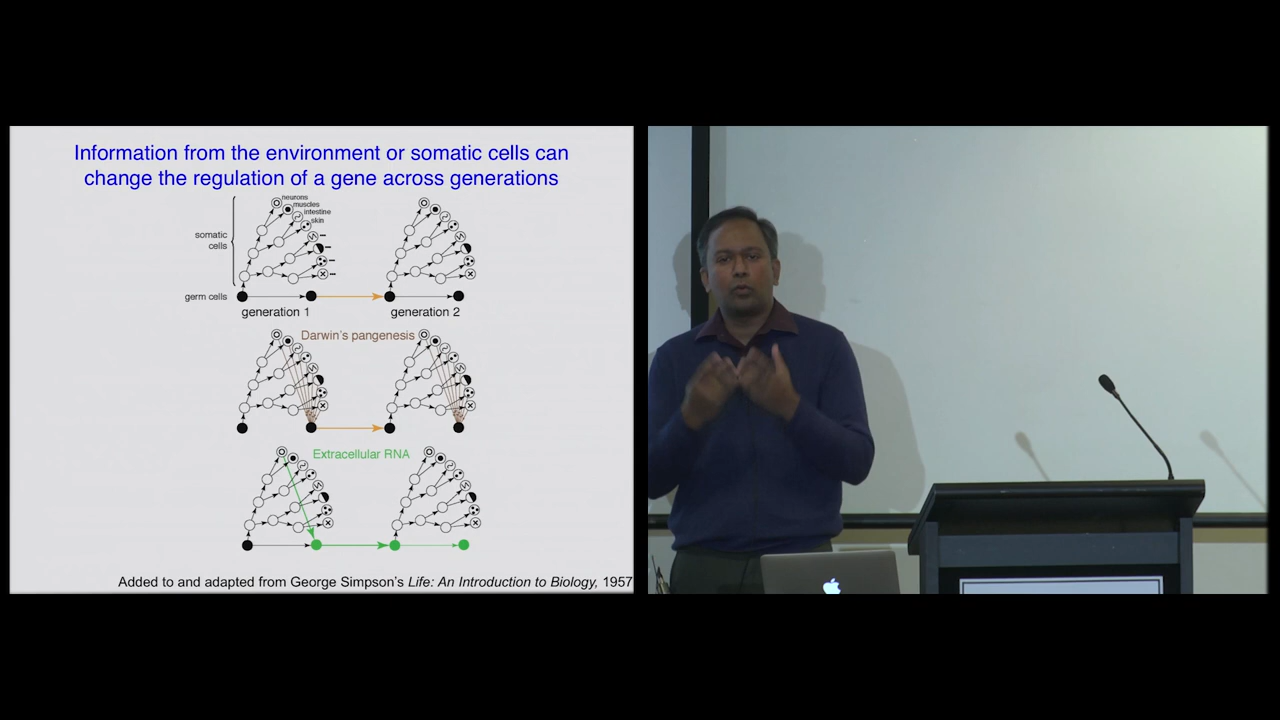 Information from the environment or somatic cells can
change the regulation of a gene across generations
neurons
muscles
intestine
skin
somatic
cells
germ cells
generation 1
generation 2
Darwin's pangenesis
Extracellular RNA
Added to and adapted from George Simpson's Life: An Introduction to Biology, 1957